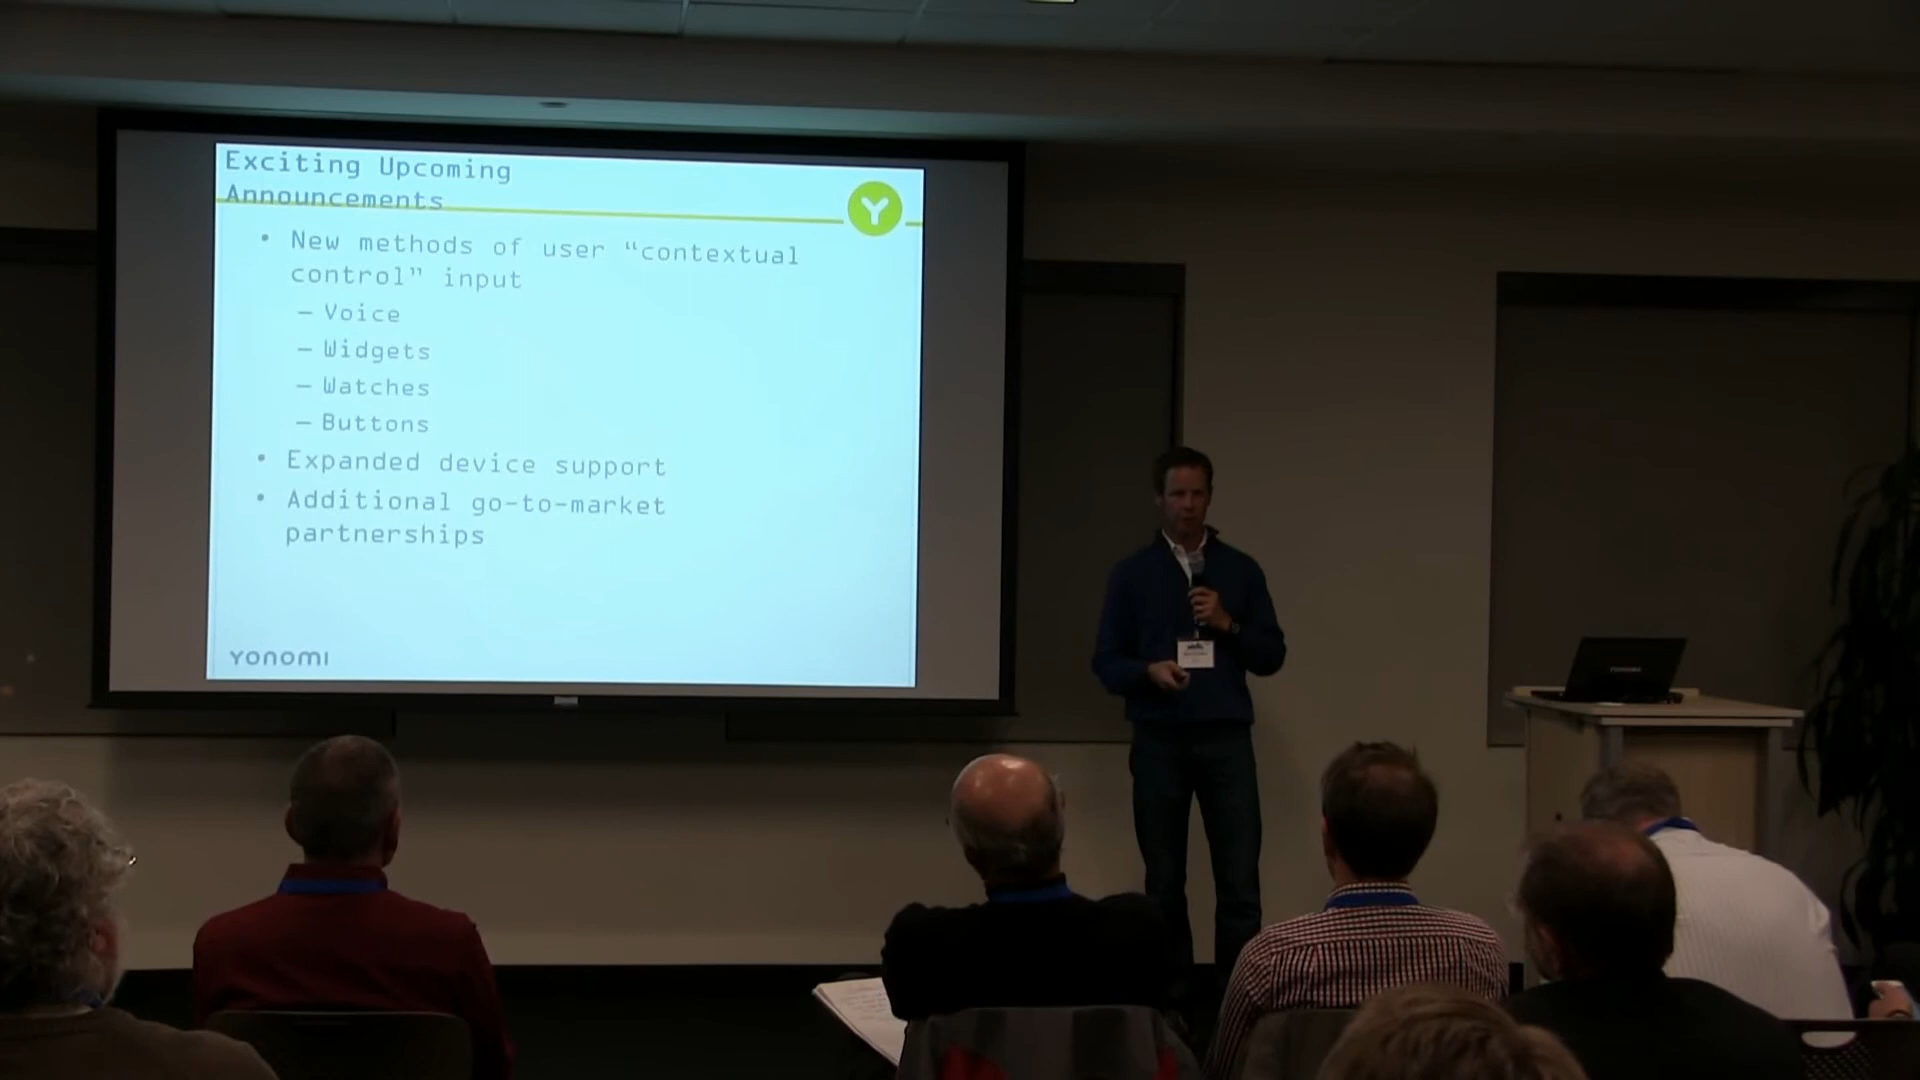 Exciting Upcoming
Announcements
Y
• New methods of user “contextual
control” input
– Voice
– Widgets
– Watches
– Buttons
• Expanded device support
• Additional go-to-market
partnerships
YONOMI
TOSHIBA